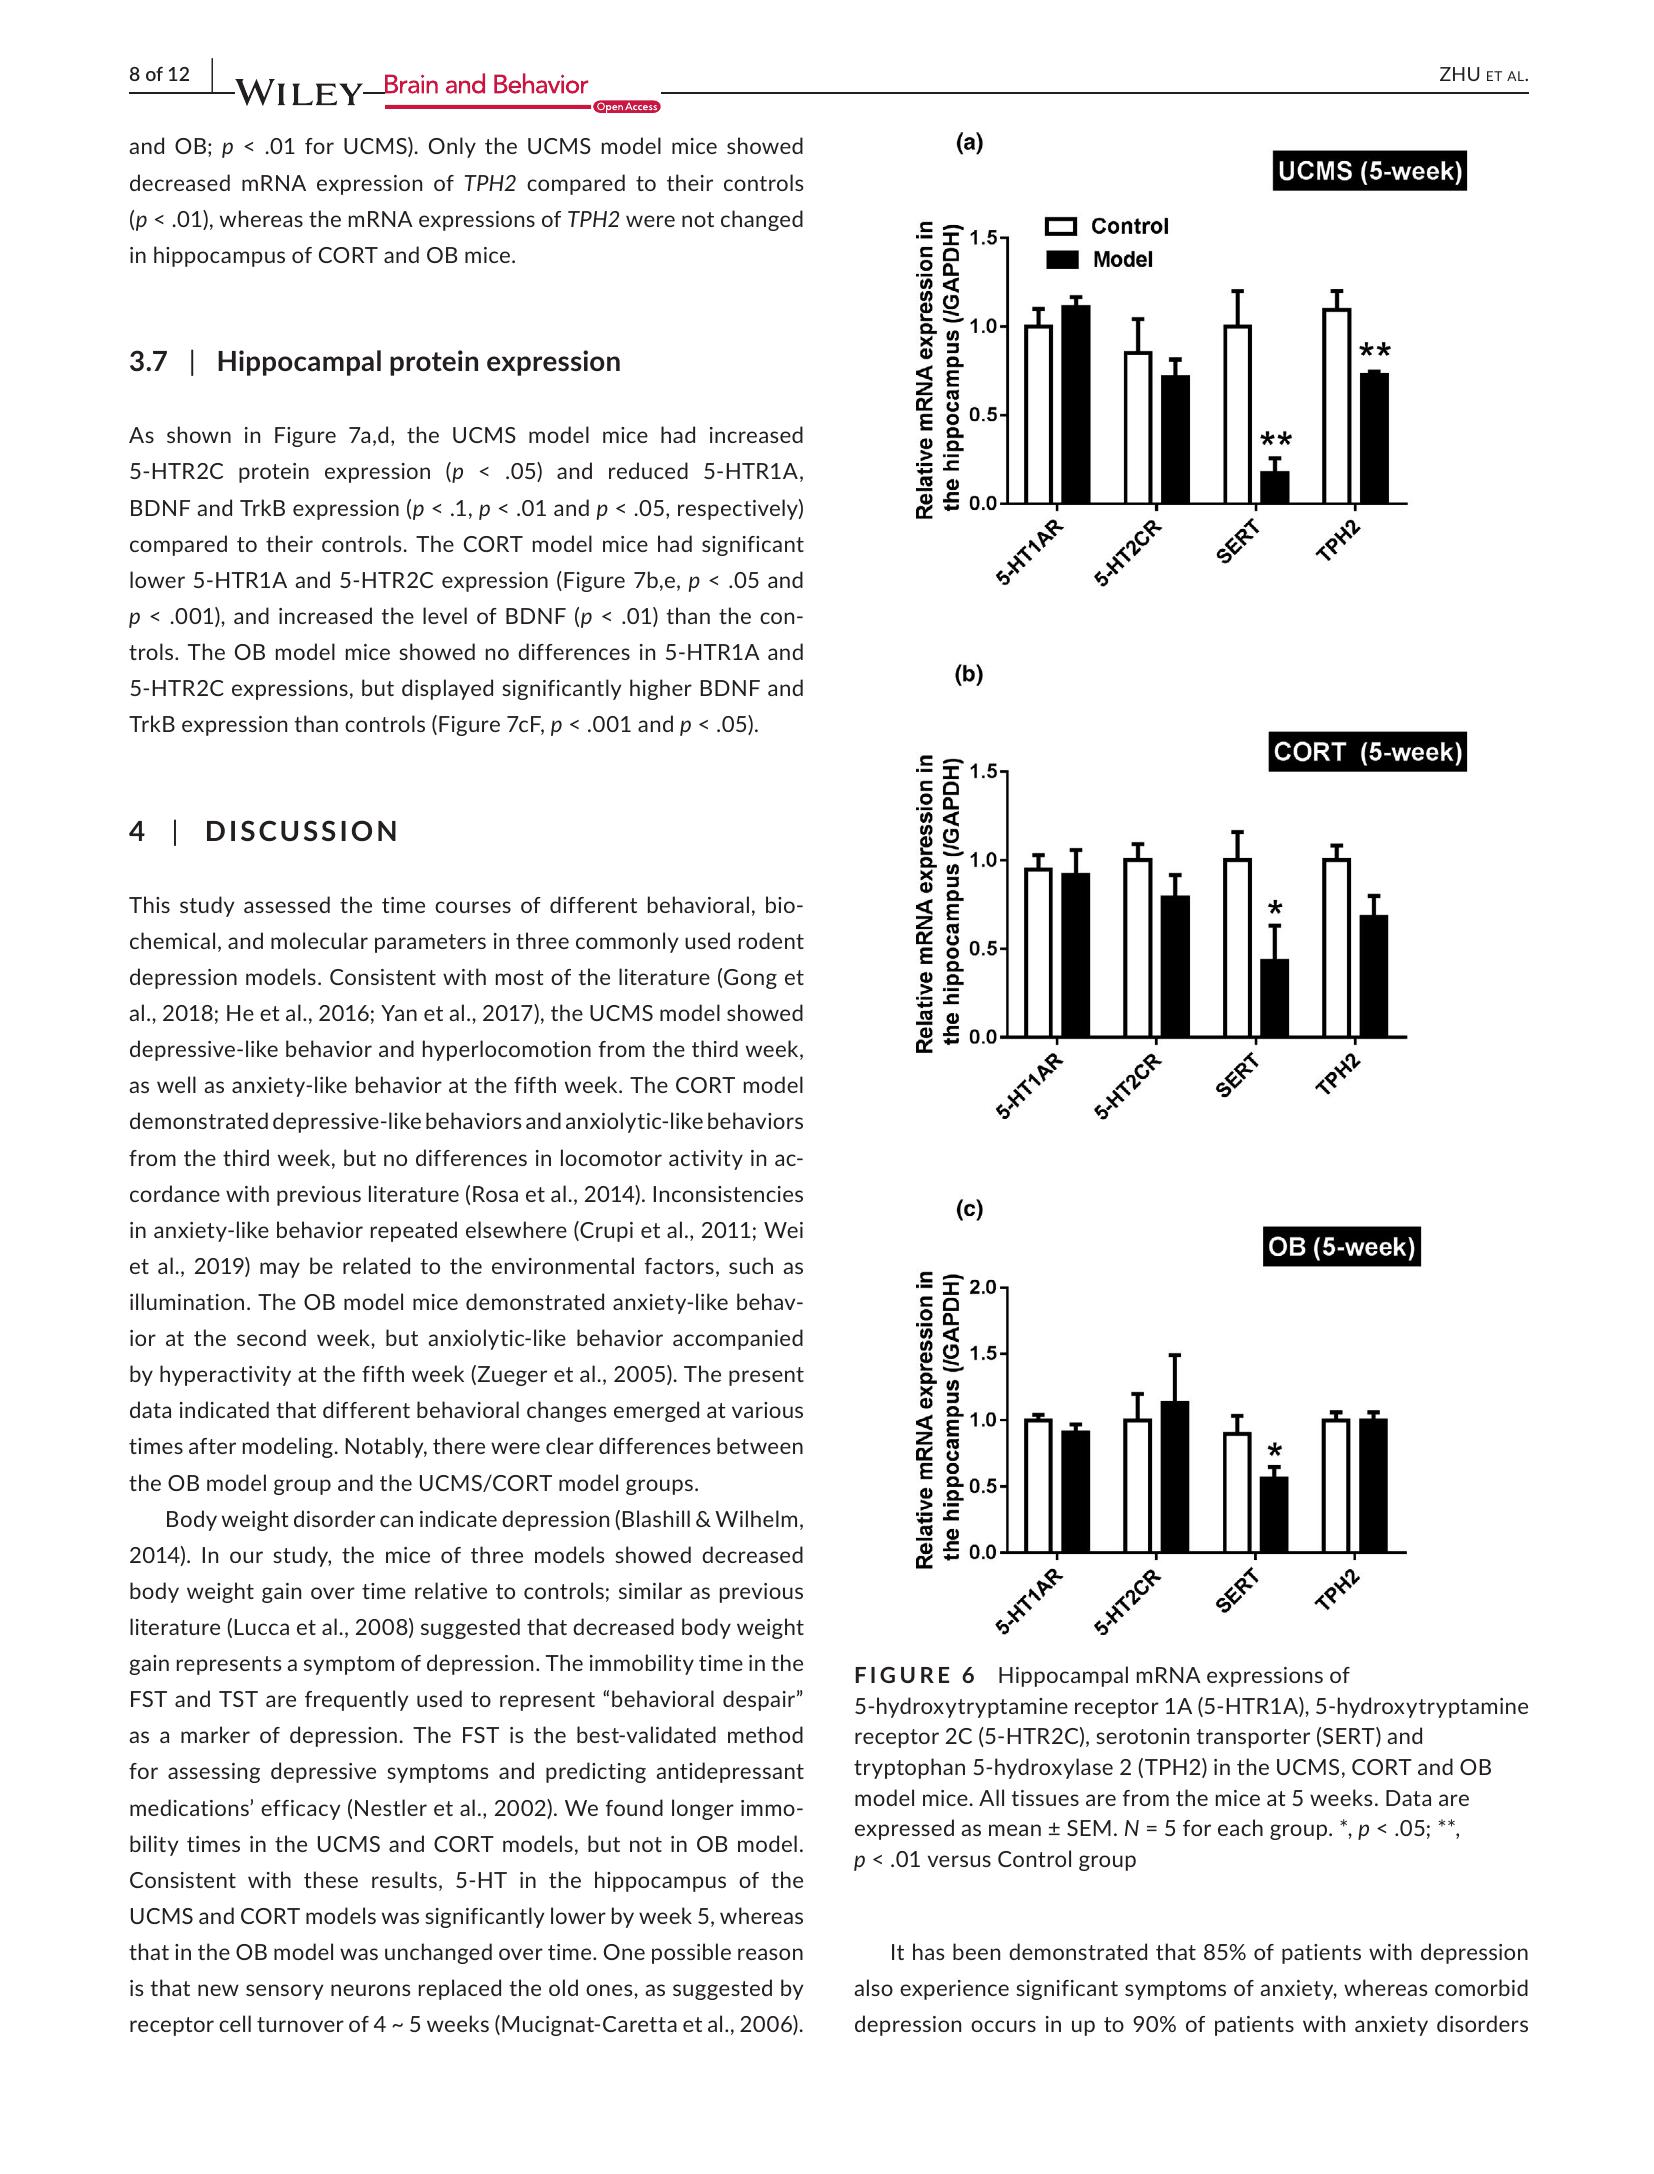 8 of 12
WILEY
Brain and Behavior
Open Access
ZHU ET AL.
and OB; p < .01 for UCMS). Only the UCMS model mice showed
decreased mRNA expression of TPH2 compared to their controls
(p < .01), whereas the mRNA expressions of TPH2 were not changed
in hippocampus of CORT and OB mice.
3.7 | Hippocampal protein expression
As shown in Figure 7a,d, the UCMS model mice had increased
5-HTR2C protein expression (p < .05) and reduced 5-HTR1A,
BDNF and TrkB expression (p < .1, p < .01 and p < .05, respectively)
compared to their controls. The CORT model mice had significant
lower 5-HTR1A and 5-HTR2C expression (Figure 7b,e, p < .05 and
p < .001), and increased the level of BDNF (p < .01) than the con-
trols. The OB model mice showed no differences in 5-HTR1A and
5-HTR2C expressions, but displayed significantly higher BDNF and
TrkB expression than controls (Figure 7cF, p < .001 and p < .05).
4 | DISCUSSION
This study assessed the time courses of different behavioral, bio-
chemical, and molecular parameters in three commonly used rodent
depression models. Consistent with most of the literature (Gong et
al., 2018; He et al., 2016; Yan et al., 2017), the UCMS model showed
depressive-like behavior and hyperlocomotion from the third week,
as well as anxiety-like behavior at the fifth week. The CORT model
demonstrated depressive-like behaviors and anxiolytic-like behaviors
from the third week, but no differences in locomotor activity in ac-
cordance with previous literature (Rosa et al., 2014). Inconsistencies
in anxiety-like behavior repeated elsewhere (Crupi et al., 2011; Wei
et al., 2019) may be related to the environmental factors, such as
illumination. The OB model mice demonstrated anxiety-like behav-
ior at the second week, but anxiolytic-like behavior accompanied
by hyperactivity at the fifth week (Zueger et al., 2005). The present
data indicated that different behavioral changes emerged at various
times after modeling. Notably, there were clear differences between
the OB model group and the UCMS/CORT model groups.
Body weight disorder can indicate depression (Blashill & Wilhelm,
2014). In our study, the mice of three models showed decreased
body weight gain over time relative to controls; similar as previous
literature (Lucca et al., 2008) suggested that decreased body weight
gain represents a symptom of depression. The immobility time in the
FST and TST are frequently used to represent “behavioral despair”
as a marker of depression. The FST is the best-validated method
for assessing depressive symptoms and predicting antidepressant
medications’ efficacy (Nestler et al., 2002). We found longer immo-
bility times in the UCMS and CORT models, but not in OB model.
Consistent with these results, 5-HT in the hippocampus of the
UCMS and CORT models was significantly lower by week 5, whereas
that in the OB model was unchanged over time. One possible reason
is that new sensory neurons replaced the old ones, as suggested by
receptor cell turnover of 4 ~ 5 weeks (Mucignat-Caretta et al., 2006).
(a)
UCMS (5-week)
Control
Model
Relative mRNA expression in
the hippocampus (/GAPDH)
1.5
1.0
0.5
0.0
**
**
5-HT1AR
5-HT2CR
SERT
TPH2
(b)
CORT (5-week)
Relative mRNA expression in
the hippocampus (/GAPDH)
1.5
1.0
0.5
0.0
*
5-HT1AR
5-HT2CR
SERT
TPH2
(c)
OB (5-week)
Relative mRNA expression in
the hippocampus (/GAPDH)
2.0
1.5
1.0
0.5
0.0
*
5-HT1AR
5-HT2CR
SERT
TPH2
FIGURE 6 Hippocampal mRNA expressions of
5-hydroxytryptamine receptor 1A (5-HTR1A), 5-hydroxytryptamine
receptor 2C (5-HTR2C), serotonin transporter (SERT) and
tryptophan 5-hydroxylase 2 (TPH2) in the UCMS, CORT and OB
model mice. All tissues are from the mice at 5 weeks. Data are
expressed as mean ± SEM. N = 5 for each group. *, p < .05; **,
p < .01 versus Control group
It has been demonstrated that 85% of patients with depression
also experience significant symptoms of anxiety, whereas comorbid
depression occurs in up to 90% of patients with anxiety disorders